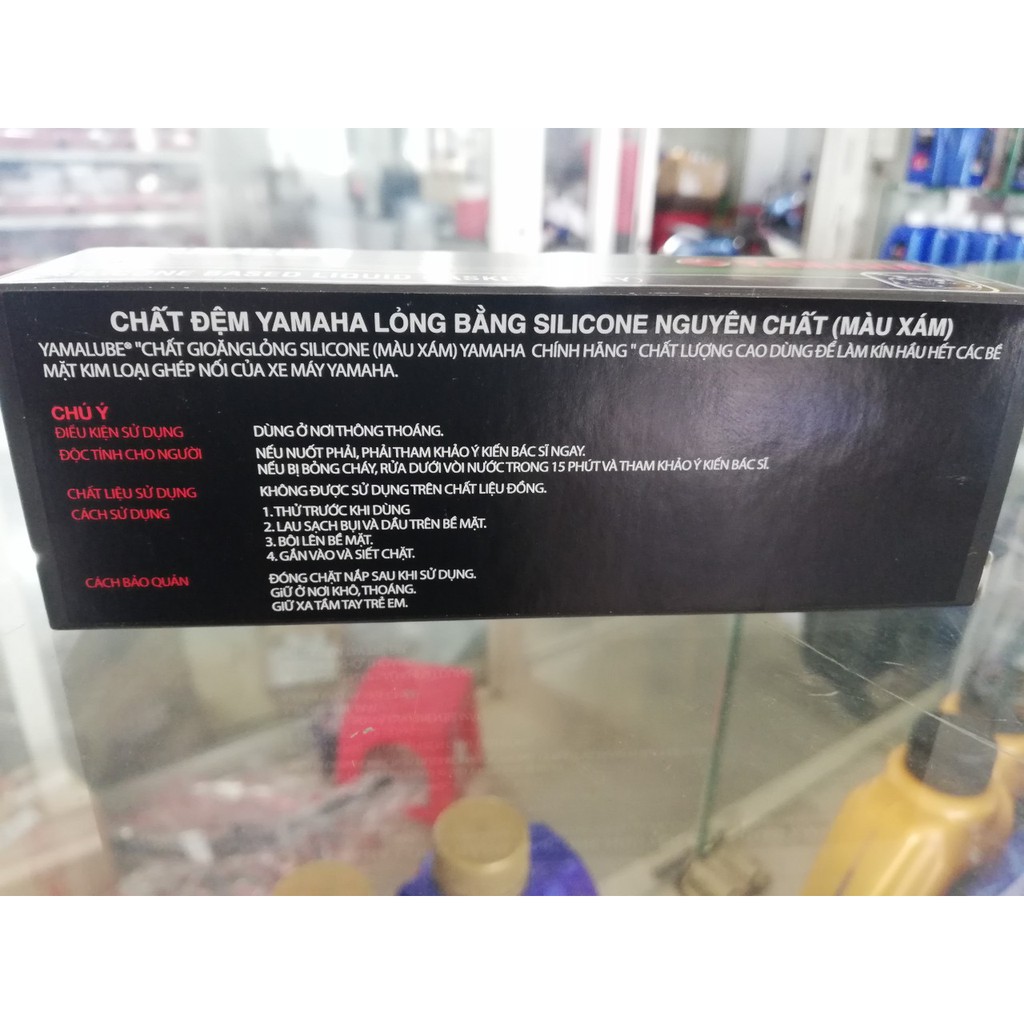 BASED LIQUID
CHẤT ĐỆM YAMAHA LỎNG BẰNG SILICONE NGUYÊN CHẤT (MÀU XÁM)
YAMALUBE® "CHẤT GIOĂNGLỎNG SILICONE (MÀU XÁM) YAMAHA CHÍNH HÃNG " CHẤT LƯỢNG CAO DÙNG ĐỂ LÀM KÍN HẦU HẾT CÁC BỀ
MẶT KIM LOẠI GHÉP NỐI CỦA XE MÁY YAMAHA.
CHÚ Ý
ĐIỀU KIỆN SỬ DỤNG DÙNG Ở NƠI THÔNG THOÁNG.
ĐỘC TÍNH CHO NGƯỜI NẾU NUỐT PHẢI, PHẢI THAM KHẢO Ý KIẾN BÁC SĨ NGAY.
NẾU BỊ BỎNG CHÁY, RỬA DƯỚI VÒI NƯỚC TRONG 15 PHÚT VÀ THAM KHẢO Ý KIẾN BÁC SĨ.
CHẤT LIỆU SỬ DỤNG KHÔNG ĐƯỢC SỬ DỤNG TRÊN CHẤT LIỆU ĐỒNG.
CÁCH SỬ DỤNG 1. THỬ TRƯỚC KHI DÙNG
2. LAU SẠCH BỤI VÀ DẦU TRÊN BỀ MẶT.
3. BÔI LÊN BỀ MẶT.
4. GẮN VÀO VÀ SIẾT CHẶT.
CÁCH BẢO QUẢN ĐÓNG CHẶT NẮP SAU KHI SỬ DỤNG.
GIỮ Ở NƠI KHÔ, THOÁNG.
GIỮ XA TẦM TAY TRẺ EM.